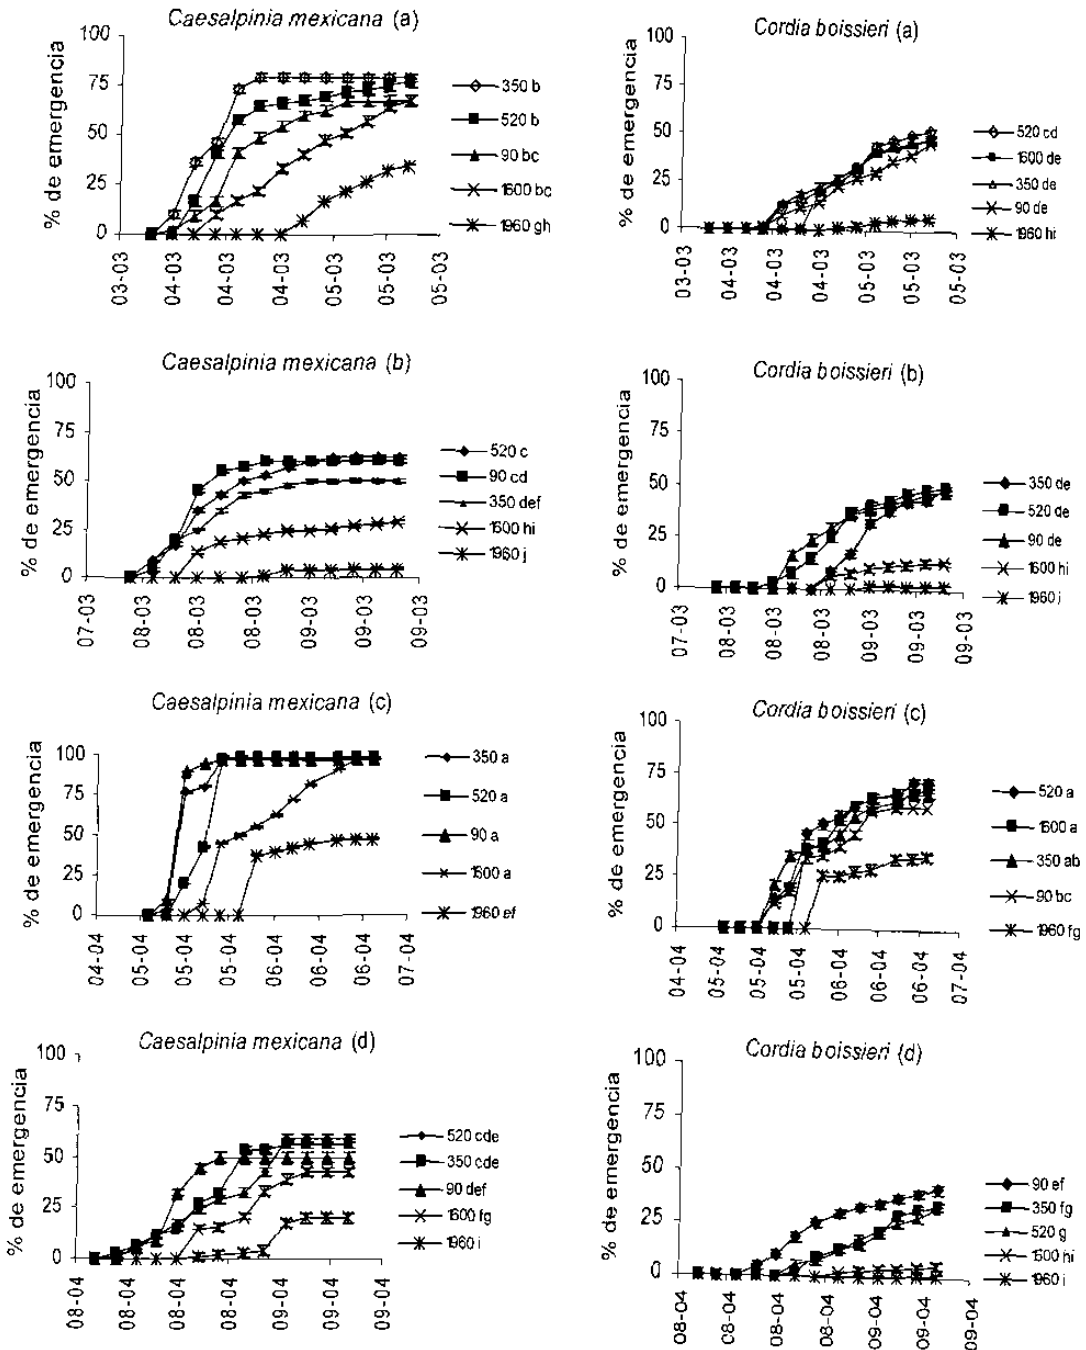 Caesalpinia mexicana (a)
% de emergencia
100
75
50
25
0
03-03
04-03
04-03
04-03
05-03
05-03
05-03
350 b
520 b
90 bc
1600 bc
1960 gh
Cordia boissieri (a)
% de emergencia
100
75
50
25
0
03-03
04-03
04-03
04-03
05-03
05-03
05-03
520 cd
1600 de
350 de
90 de
1960 hi
Caesalpinia mexicana (b)
% de emergencia
100
75
50
25
0
07-03
08-03
08-03
08-03
09-03
09-03
09-03
520 c
90 cd
350 def
1600 hi
1960 j
Cordia boissieri (b)
% de emergencia
100
75
50
25
0
07-03
08-03
08-03
08-03
09-03
09-03
09-03
350 de
520 de
90 de
1600 hi
1960 j
Caesalpinia mexicana (c)
% de emergencia
100
75
50
25
0
04-04
05-04
05-04
05-04
06-04
06-04
06-04
07-04
350 a
520 a
90 a
1600 a
1960 ef
Cordia boissieri (c)
% de emergencia
100
75
50
25
0
04-04
05-04
05-04
05-04
06-04
06-04
06-04
07-04
520 a
1600 a
350 ab
90 bc
1960 fg
Caesalpinia mexicana (d)
% de emergencia
100
75
50
25
0
08-04
08-04
08-04
08-04
09-04
09-04
09-04
520 cde
350 cde
90 def
1600 fg
1960 i
Cordia boissieri (d)
% de emergencia
100
50
25
0
08-04
08-04
08-04
08-04
09-04
09-04
09-04
90 ef
350 fg
520 g
1600 hi
1960 i